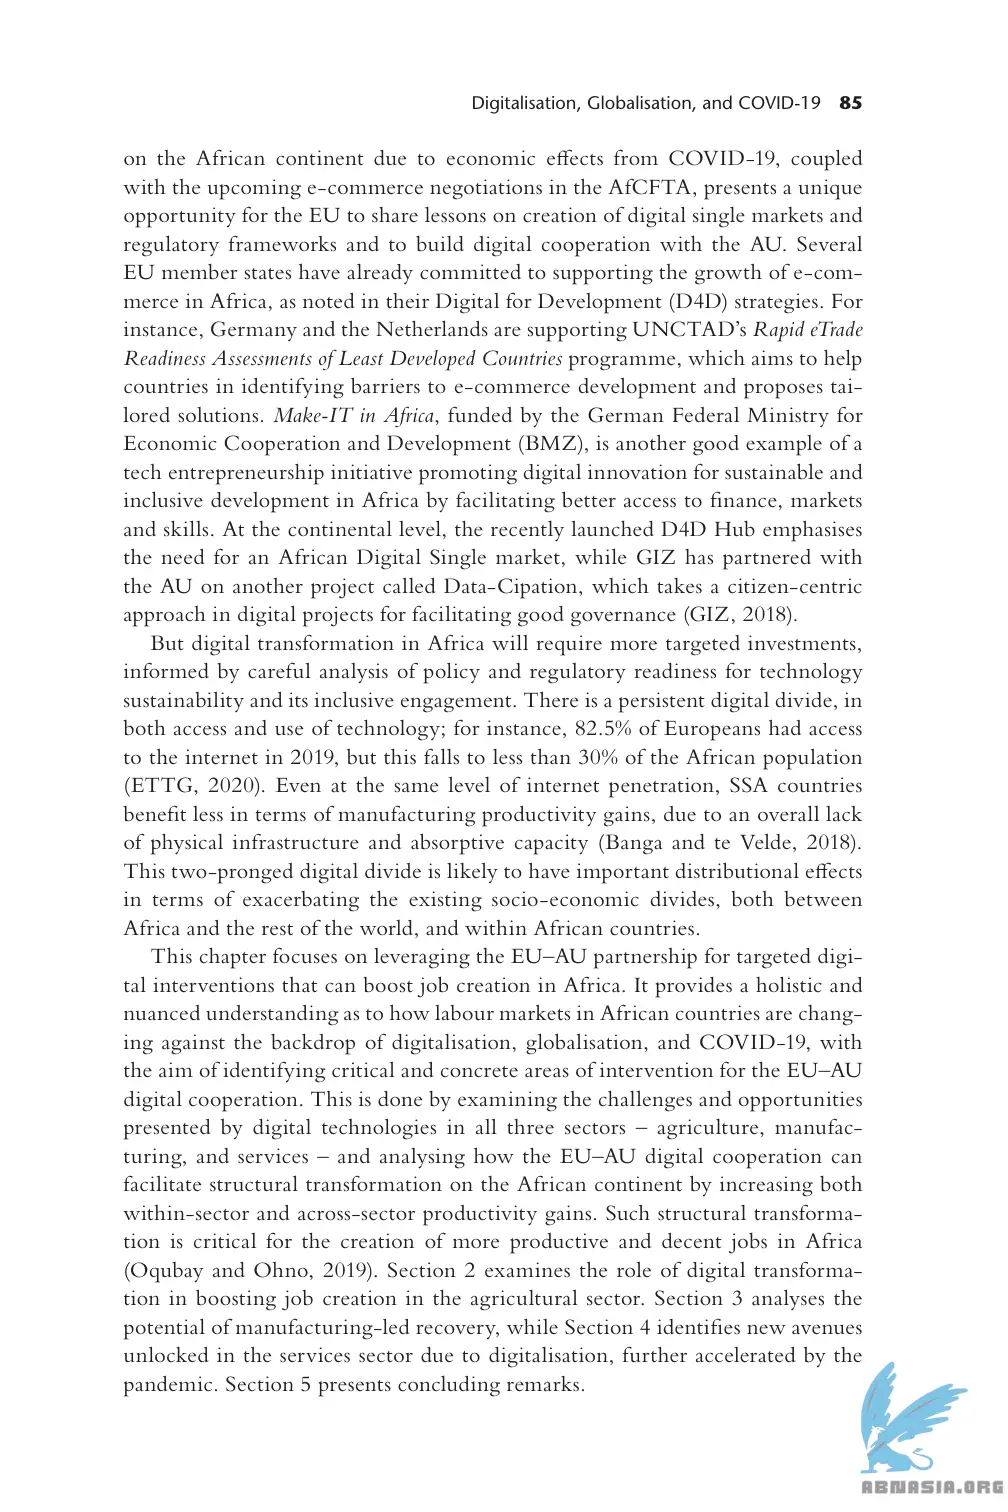 Digitalisation, Globalisation, and COVID-19 85
on the African continent due to economic effects from COVID-19, coupled
with the upcoming e-commerce negotiations in the AfCFTA, presents a unique
opportunity for the EU to share lessons on creation of digital single markets and
regulatory frameworks and to build digital cooperation with the AU. Several
EU member states have already committed to supporting the growth of e-com-
merce in Africa, as noted in their Digital for Development (D4D) strategies. For
instance, Germany and the Netherlands are supporting UNCTAD’s Rapid eTrade
Readiness Assessments of Least Developed Countries programme, which aims to help
countries in identifying barriers to e-commerce development and proposes tai-
lored solutions. Make-IT in Africa, funded by the German Federal Ministry for
Economic Cooperation and Development (BMZ), is another good example of a
tech entrepreneurship initiative promoting digital innovation for sustainable and
inclusive development in Africa by facilitating better access to finance, markets
and skills. At the continental level, the recently launched D4D Hub emphasises
the need for an African Digital Single market, while GIZ has partnered with
the AU on another project called Data-Cipation, which takes a citizen-centric
approach in digital projects for facilitating good governance (GIZ, 2018).
But digital transformation in Africa will require more targeted investments,
informed by careful analysis of policy and regulatory readiness for technology
sustainability and its inclusive engagement. There is a persistent digital divide, in
both access and use of technology; for instance, 82.5% of Europeans had access
to the internet in 2019, but this falls to less than 30% of the African population
(ETTG, 2020). Even at the same level of internet penetration, SSA countries
benefit less in terms of manufacturing productivity gains, due to an overall lack
of physical infrastructure and absorptive capacity (Banga and te Velde, 2018).
This two-pronged digital divide is likely to have important distributional effects
in terms of exacerbating the existing socio-economic divides, both between
Africa and the rest of the world, and within African countries.
This chapter focuses on leveraging the EU–AU partnership for targeted digi-
tal interventions that can boost job creation in Africa. It provides a holistic and
nuanced understanding as to how labour markets in African countries are chang-
ing against the backdrop of digitalisation, globalisation, and COVID-19, with
the aim of identifying critical and concrete areas of intervention for the EU–AU
digital cooperation. This is done by examining the challenges and opportunities
presented by digital technologies in all three sectors – agriculture, manufac-
turing, and services – and analysing how the EU–AU digital cooperation can
facilitate structural transformation on the African continent by increasing both
within-sector and across-sector productivity gains. Such structural transforma-
tion is critical for the creation of more productive and decent jobs in Africa
(Oqubay and Ohno, 2019). Section 2 examines the role of digital transforma-
tion in boosting job creation in the agricultural sector. Section 3 analyses the
potential of manufacturing-led recovery, while Section 4 identifies new avenues
unlocked in the services sector due to digitalisation, further accelerated by the
pandemic. Section 5 presents concluding remarks.
ABNASIA.ORG